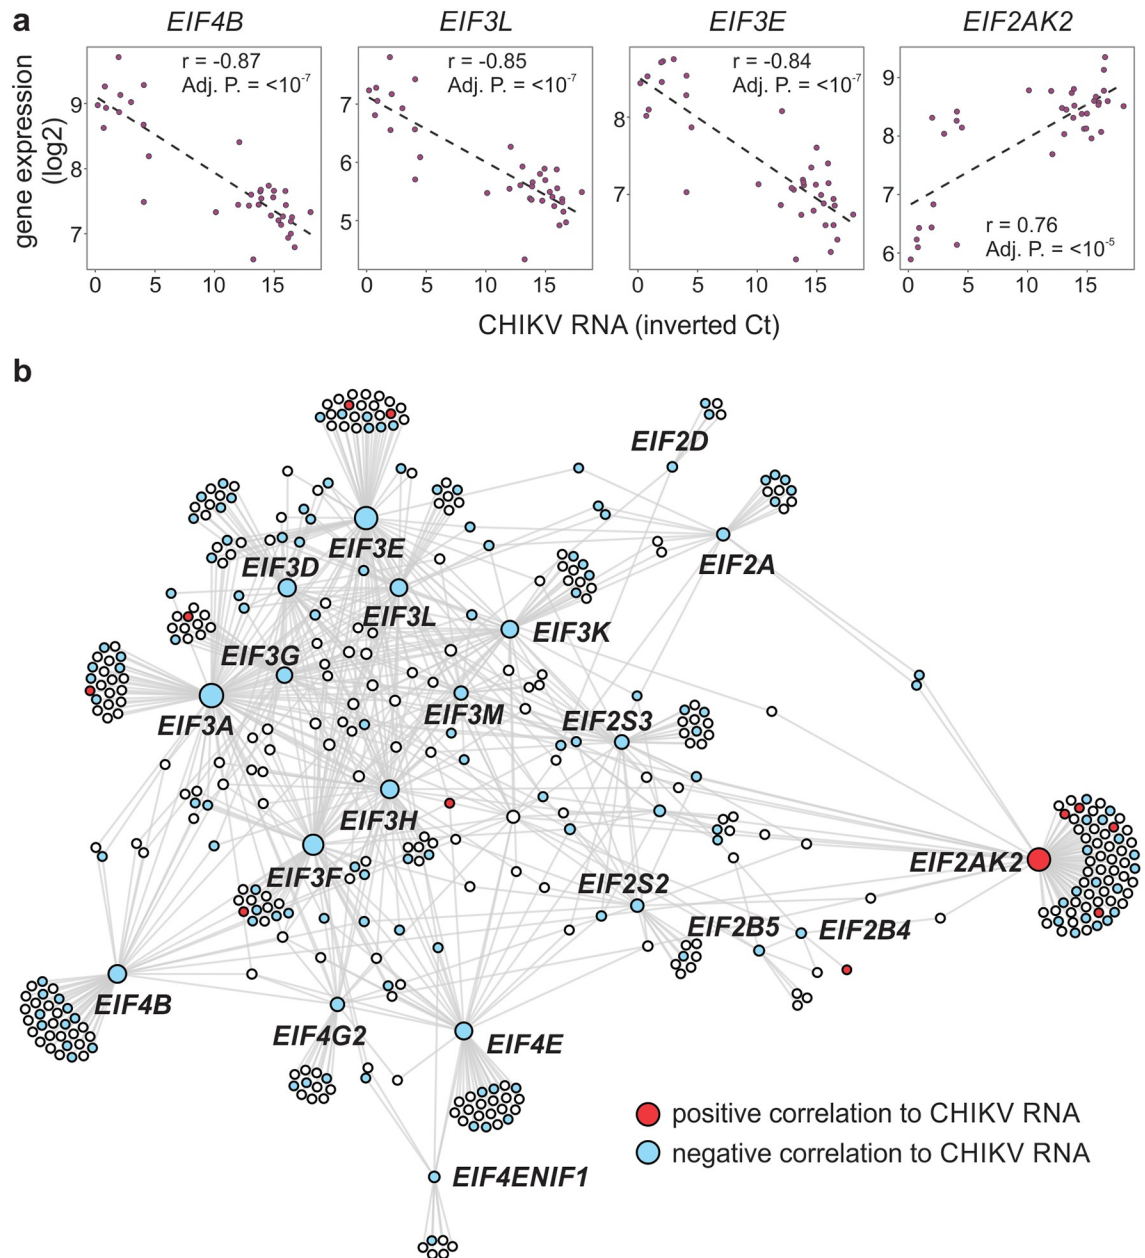 a
EIF4B
EIF3L
EIF3E
EIF2AK2
gene expression
(log2)
r = -0.87
Adj. P. = <10⁻⁷
9
8
7
0 5 10 15
r = -0.85
Adj. P. = <10⁻⁷
7
6
5
0 5 10 15
r = -0.84
Adj. P. = <10⁻⁷
8
7
0 5 10 15
r = 0.76
Adj. P. = <10⁻⁵
9
8
7
6
0 5 10 15
CHIKV RNA (inverted Ct)
b
EIF2D
EIF3E
EIF3D
EIF2A
EIF3L
EIF3K
EIF3G
EIF3A
EIF3M
EIF2S3
EIF3H
EIF2AK2
EIF3F
EIF2S2
EIF2B5
EIF2B4
EIF4B
EIF4G2
EIF4E
positive correlation to CHIKV RNA
negative correlation to CHIKV RNA
EIF4ENIF1